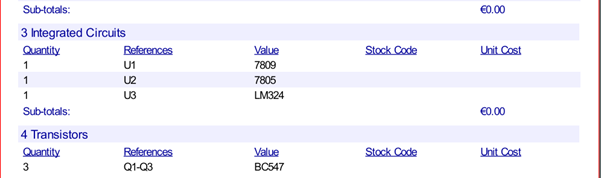 Sub-totals: €0.00
3 Integrated Circuits
Quantity References Value Stock Code Unit Cost
1 U1 7809
1 U2 7805
1 U3 LM324
Sub-totals: €0.00
4 Transistors
Quantity References Value Stock Code Unit Cost
3 Q1-Q3 BC547